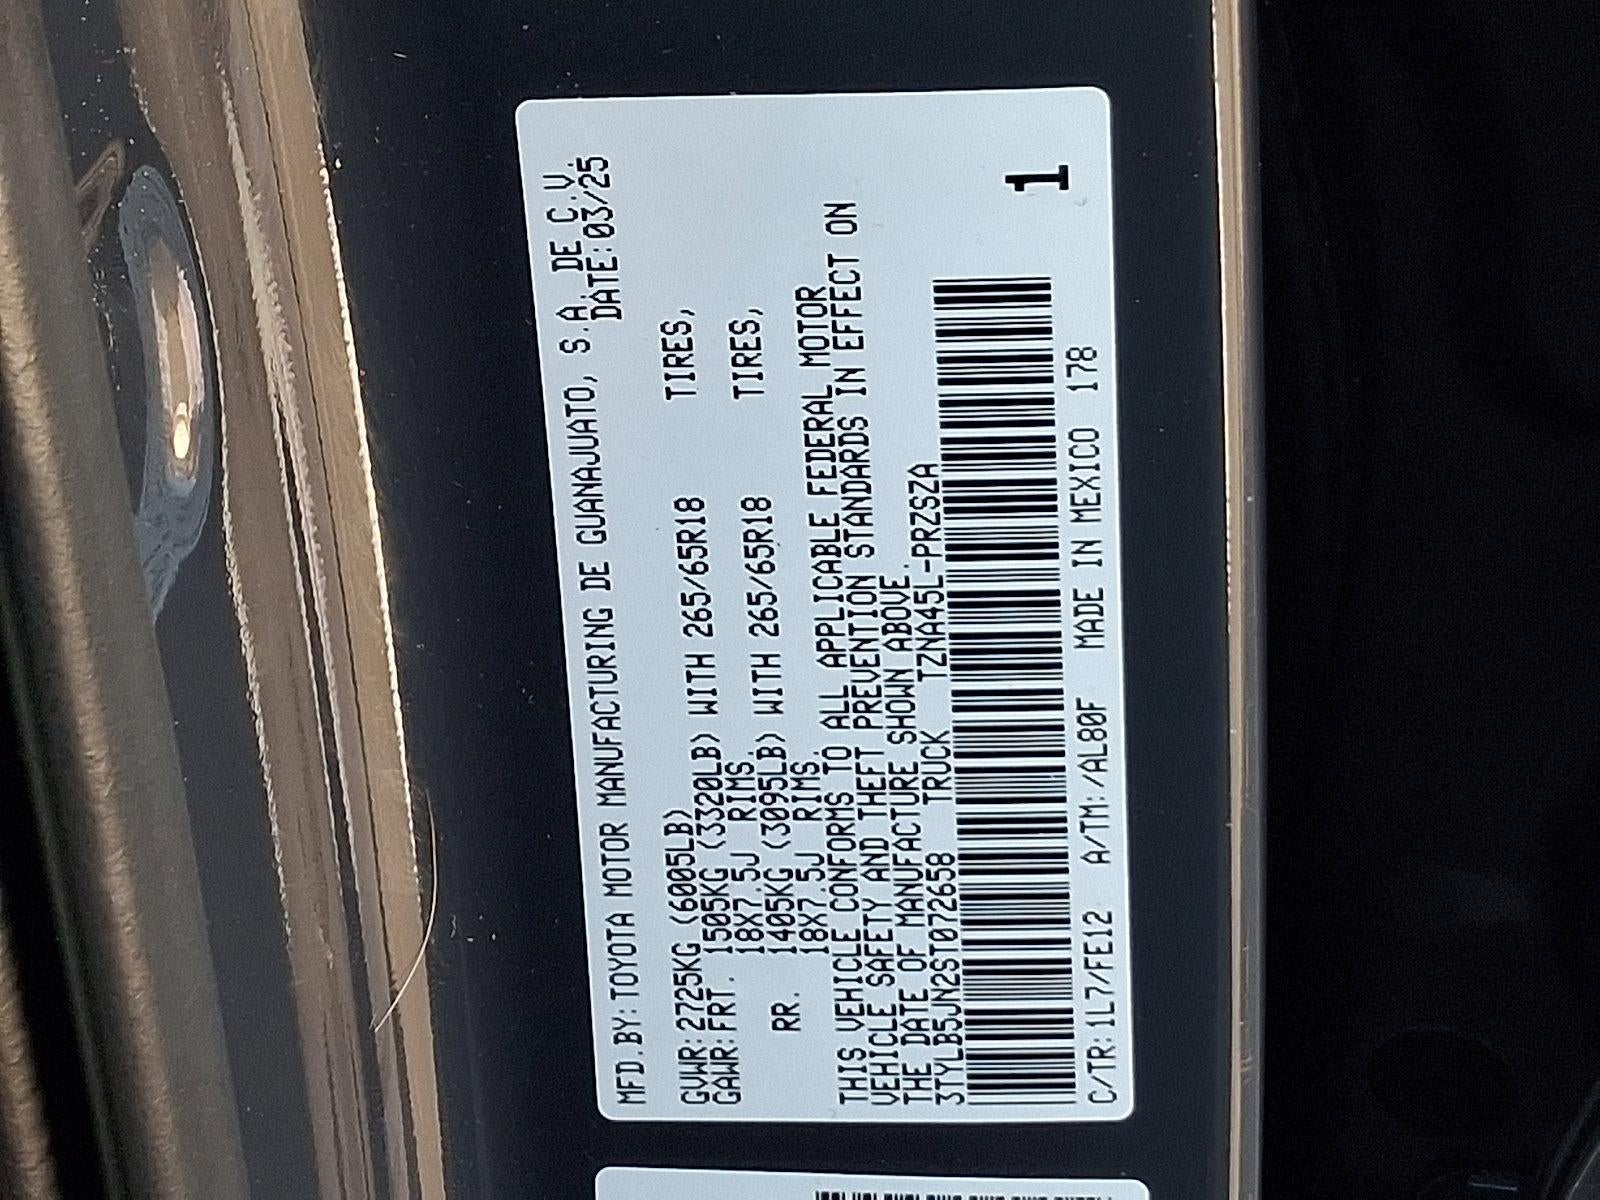 MFD.BY:TOYOTA MOTOR MANUFACTURING DE GUANAJUATO, S.A. DE C.V.
DATE:03/25
GVWR:2725KG (6005LB)
GAWR:FRT. 1505KG (3320LB) WITH 265/65R18 TIRES,
18X7.5J RIMS.
RR. 1405KG (3095LB) WITH 265/65R18 TIRES,
18X7.5J RIMS.
THIS VEHICLE CONFORMS TO ALL APPLICABLE FEDERAL MOTOR
VEHICLE SAFETY AND THEFT PREVENTION STANDARDS IN EFFECT ON
THE DATE OF MANUFACTURE SHOWN ABOVE.
3TYLB5JN2ST072658 TRUCK TZNA45L-PRZSZA
1
C/TR:1L7/FE12 A/TM:/AL80F MADE IN MEXICO 178